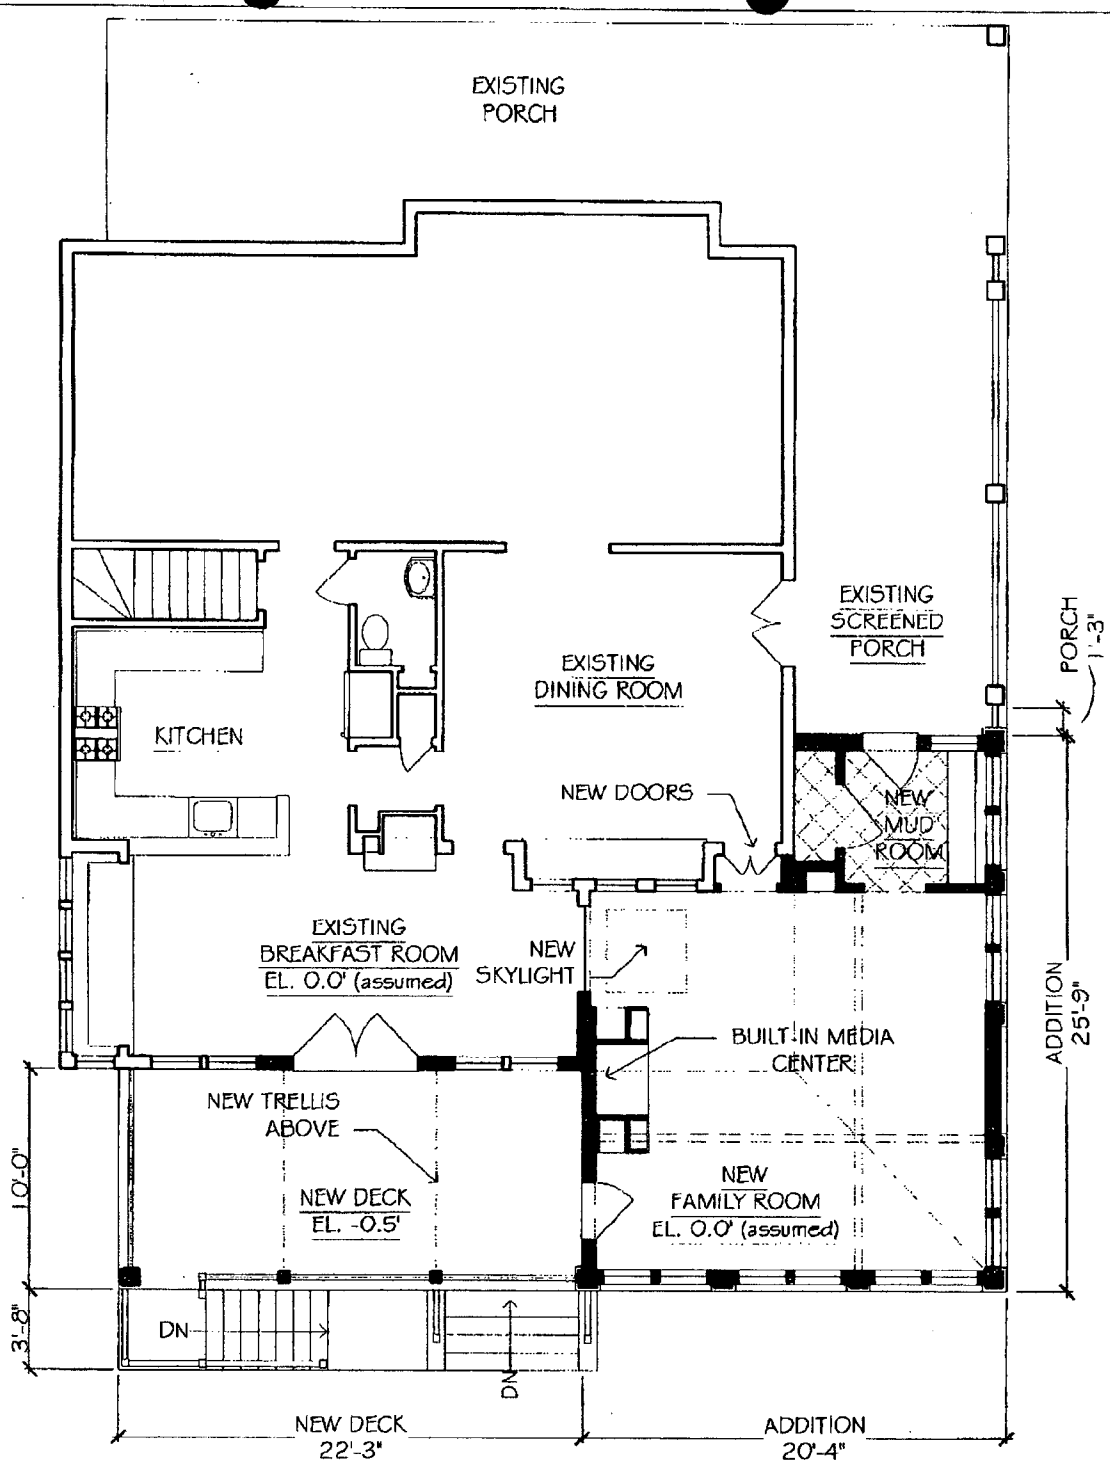 EXISTING
PORCH
EXISTING
SCREENED
PORCH
PORCH
1'-3"
EXISTING
DINING ROOM
KITCHEN
NEW DOORS
NEW
MUD
ROOM
EXISTING
BREAKFAST ROOM
EL. 0.0' (assumed)
NEW
SKYLIGHT
ADDITION
25'-9"
BUILT-IN MEDIA
CENTER
NEW TRELLIS
ABOVE
10'-0"
NEW DECK
EL. -0.5'
NEW
FAMILY ROOM
EL. 0.0' (assumed)
3'-8"
DN
DN
NEW DECK
22'-3"
ADDITION
20'-4"